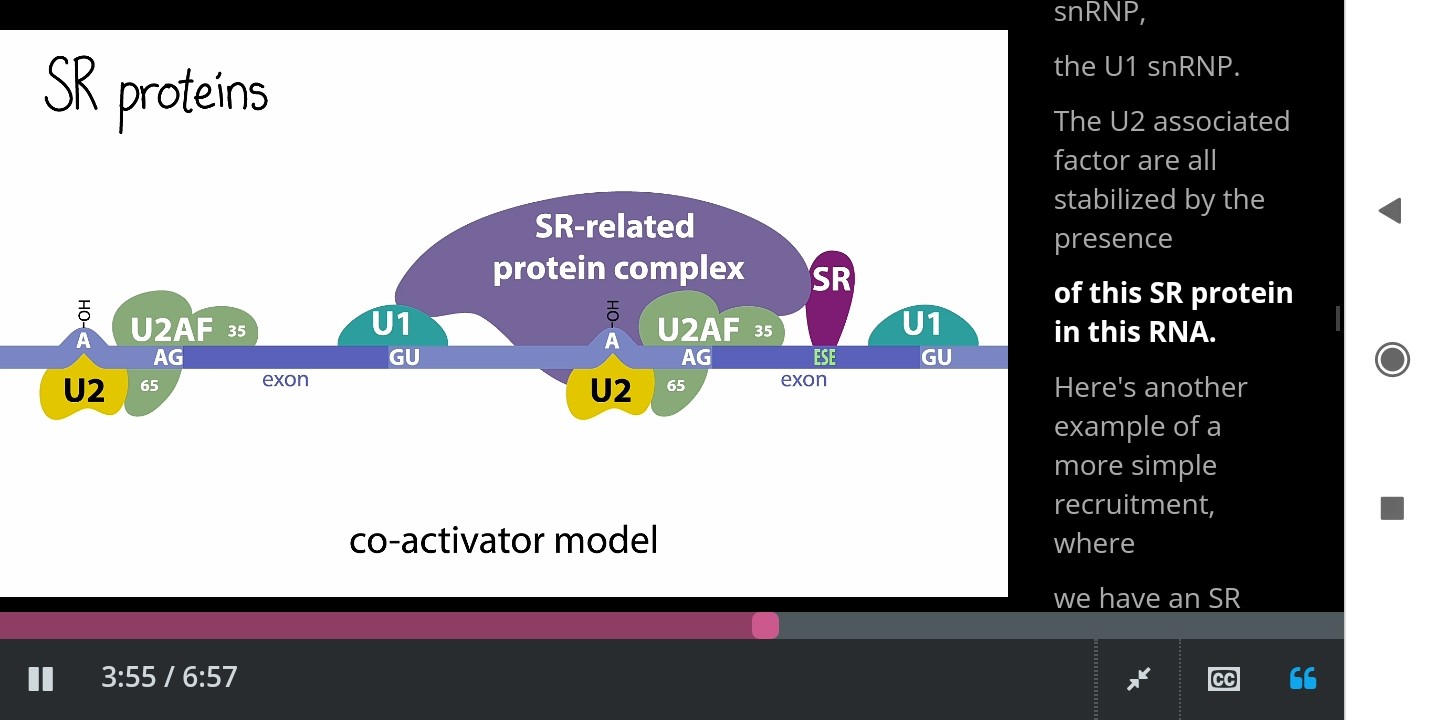 SR proteins
SR-related
protein complex
SR
A-OH
U2AF 35
U1
A-OH
U2AF 35
U1
AG
GU
AG
ESE
GU
U2
65
exon
U2
65
exon
co-activator model
snRNP,
the U1 snRNP.
The U2 associated
factor are all
stabilized by the
presence
of this SR protein
in this RNA.
Here's another
example of a
more simple
recruitment,
where
we have an SR
3:55 / 6:57
CC